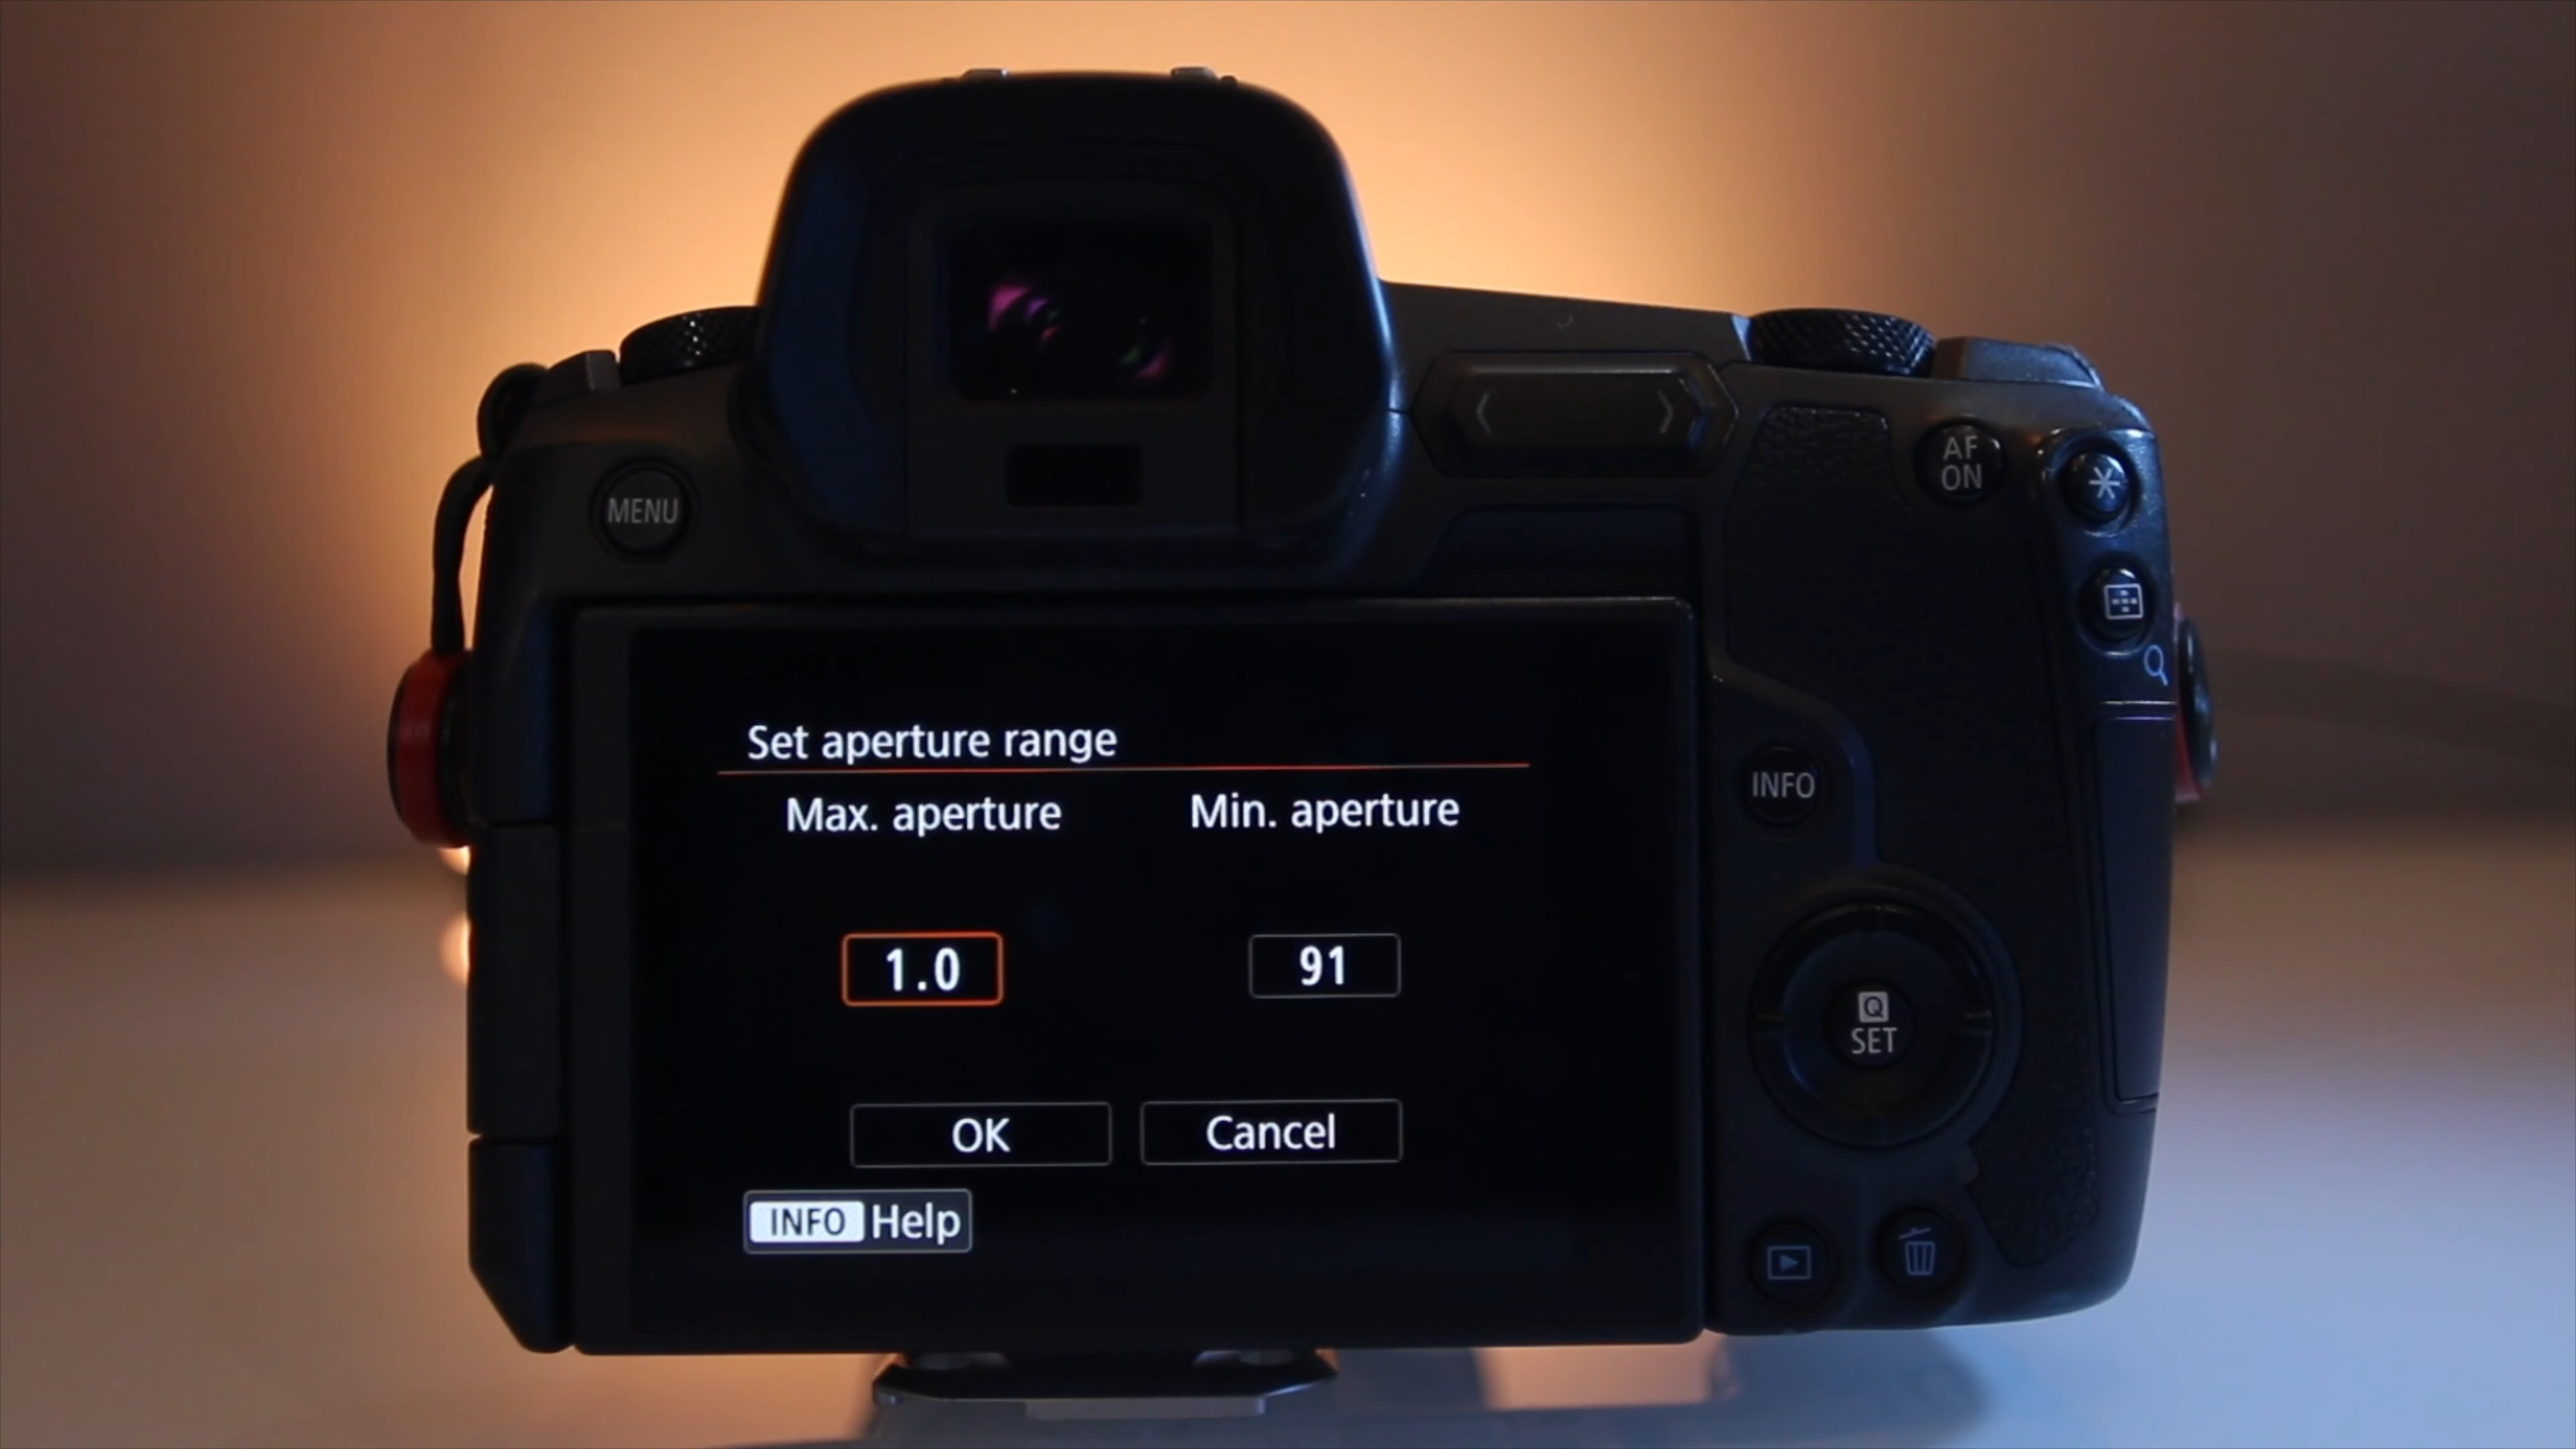 MENU
AF
ON
Set aperture range
Max. aperture Min. aperture
INFO
1.0 91
Q
SET
OK Cancel
INFO Help